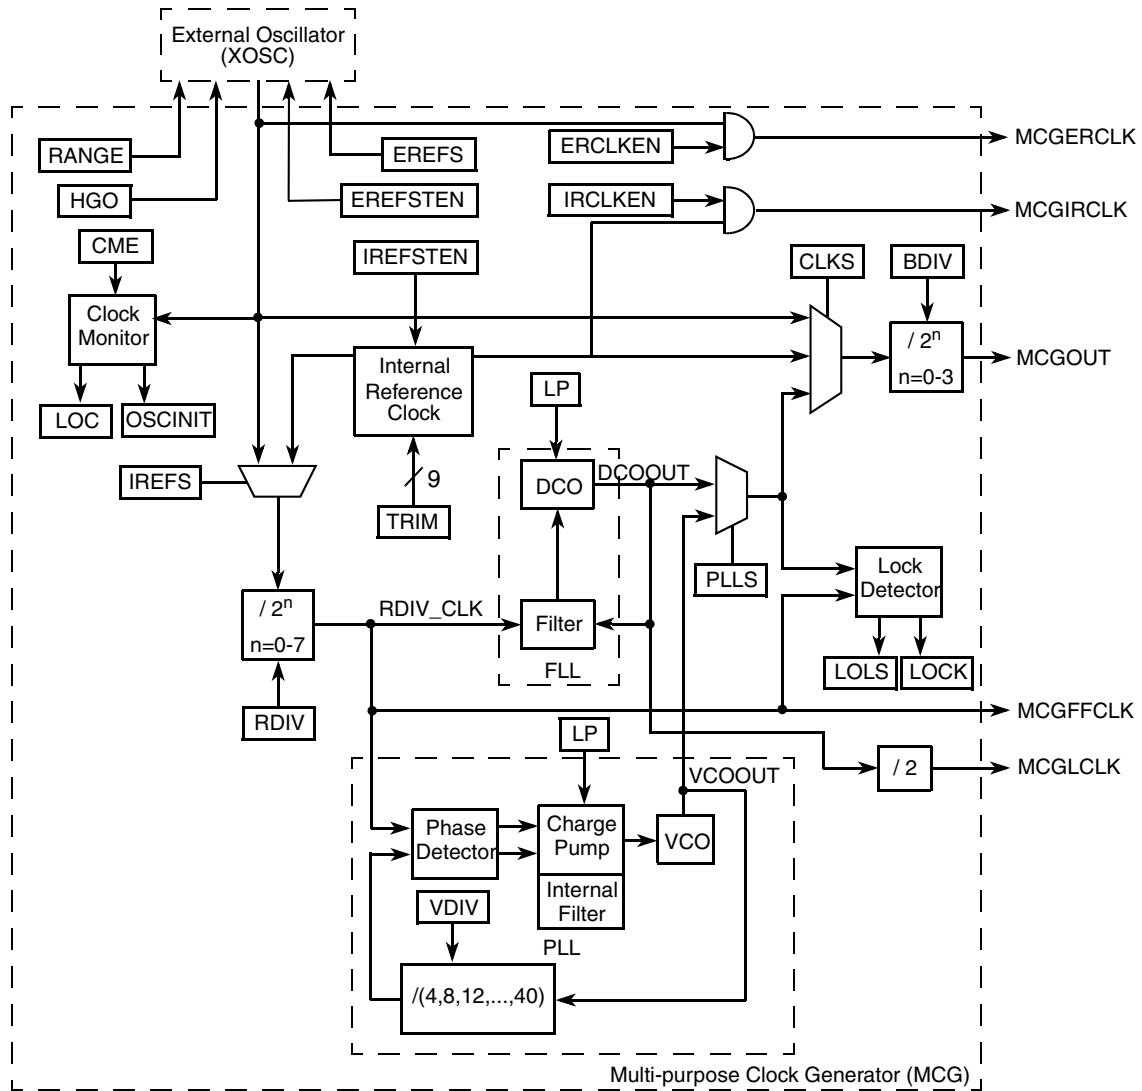 External Oscillator
(XOSC)
RANGE
EREFS
ERCLKEN
MCGERCLK
HGO
EREFSTEN
IRCLKEN
MCGIRCLK
CME
IREFSTEN
CLKS
BDIV
Clock
Monitor
/ 2n
n=0-3
MCGOUT
Internal
Reference
Clock
LP
LOC
OSCINIT
IREFS
9
TRIM
DCO
DCOOUT
PLLS
Lock
Detector
/ 2n
n=0-7
RDIV_CLK
Filter
FLL
LOLS
LOCK
RDIV
MCGFFCLK
LP
/ 2
MCGLCLK
VCOOUT
Phase
Detector
Charge
Pump
VCO
Internal
Filter
VDIV
PLL
/(4,8,12,...,40)
Multi-purpose Clock Generator (MCG)